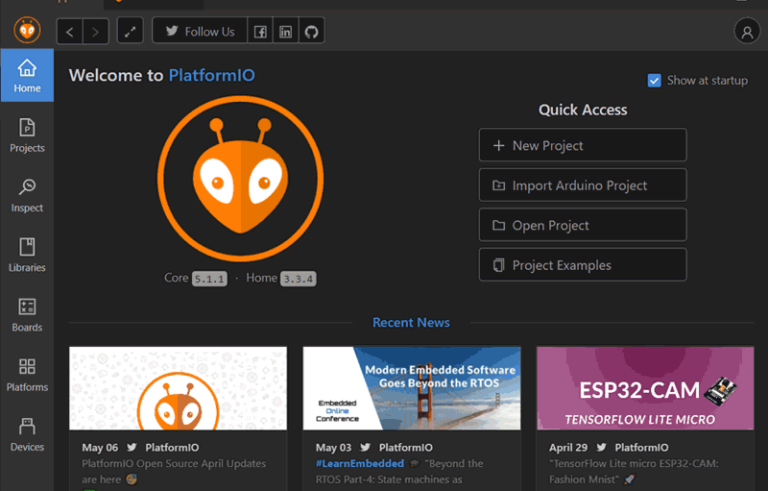 Follow Us
Home
Projects
Inspect
Libraries
Boards
Platforms
Devices
Welcome to PlatformIO
Show at startup
Core 5.1.1 · Home 3.3.4
Quick Access
New Project
Import Arduino Project
Open Project
Project Examples
Recent News
May 06 PlatformIO
PlatformIO Open Source April Updates
are here
Modern Embedded Software
Goes Beyond the RTOS
Embedded
Online
Conference
May 03 PlatformIO
#LearnEmbedded "Beyond the
RTOS Part-4: State machines as
ESP32-CAM
TENSORFLOW LITE MICRO
April 29 PlatformIO
"TensorFlow Lite micro ESP32-CAM:
Fashion Mnist"